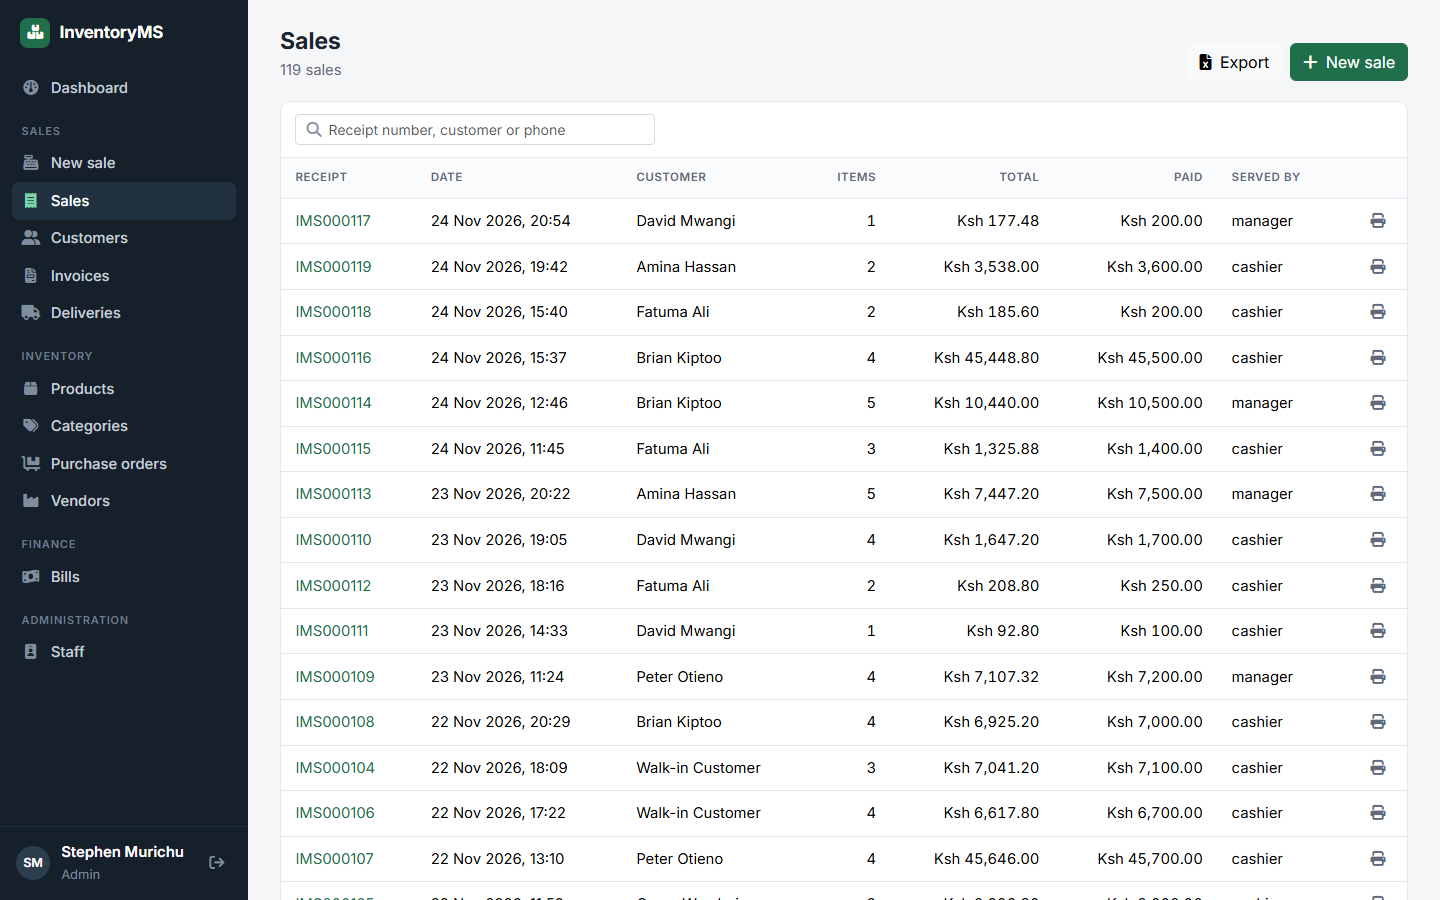 InventoryMS
Dashboard
SALES
New sale
Sales
Customers
Invoices
Deliveries
INVENTORY
Products
Categories
Purchase orders
Vendors
FINANCE
Bills
ADMINISTRATION
Staff
SM
Stephen Murichu
Admin
Sales
119 sales
Export
New sale
Receipt number, customer or phone
RECEIPT DATE CUSTOMER ITEMS TOTAL PAID SERVED BY
IMS000117 24 Nov 2026, 20:54 David Mwangi 1 Ksh 177.48 Ksh 200.00 manager
IMS000119 24 Nov 2026, 19:42 Amina Hassan 2 Ksh 3,538.00 Ksh 3,600.00 cashier
IMS000118 24 Nov 2026, 15:40 Fatuma Ali 2 Ksh 185.60 Ksh 200.00 cashier
IMS000116 24 Nov 2026, 15:37 Brian Kiptoo 4 Ksh 45,448.80 Ksh 45,500.00 cashier
IMS000114 24 Nov 2026, 12:46 Brian Kiptoo 5 Ksh 10,440.00 Ksh 10,500.00 manager
IMS000115 24 Nov 2026, 11:45 Fatuma Ali 3 Ksh 1,325.88 Ksh 1,400.00 cashier
IMS000113 23 Nov 2026, 20:22 Amina Hassan 5 Ksh 7,447.20 Ksh 7,500.00 manager
IMS000110 23 Nov 2026, 19:05 David Mwangi 4 Ksh 1,647.20 Ksh 1,700.00 cashier
IMS000112 23 Nov 2026, 18:16 Fatuma Ali 2 Ksh 208.80 Ksh 250.00 cashier
IMS000111 23 Nov 2026, 14:33 David Mwangi 1 Ksh 92.80 Ksh 100.00 cashier
IMS000109 23 Nov 2026, 11:24 Peter Otieno 4 Ksh 7,107.32 Ksh 7,200.00 manager
IMS000108 22 Nov 2026, 20:29 Brian Kiptoo 4 Ksh 6,925.20 Ksh 7,000.00 cashier
IMS000104 22 Nov 2026, 18:09 Walk-in Customer 3 Ksh 7,041.20 Ksh 7,100.00 cashier
IMS000106 22 Nov 2026, 17:22 Walk-in Customer 4 Ksh 6,617.80 Ksh 6,700.00 cashier
IMS000107 22 Nov 2026, 13:10 Peter Otieno 4 Ksh 45,646.00 Ksh 45,700.00 cashier